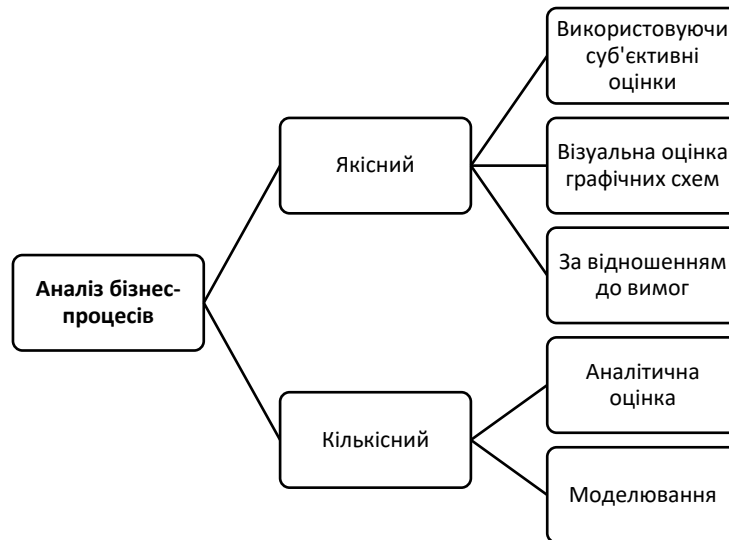 Використовуючи
суб'єктивні
оцінки
Якісний
Візуальна оцінка
графічних схем
За відношенням
до вимог
Аналіз бізнес-
процесів
Аналітична
оцінка
Кількісний
Моделювання